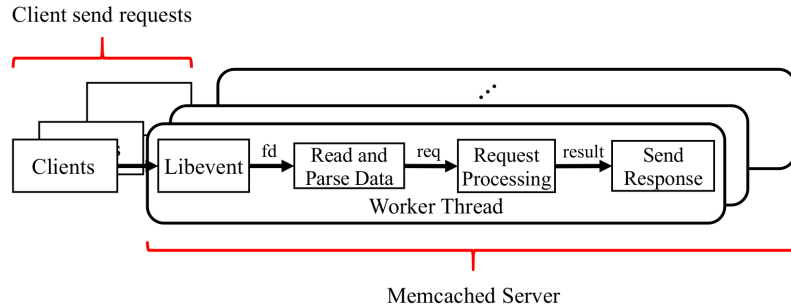 Client send requests
Clients
s
Libevent
fd
Read and
Parse Data
req
Request
Processing
result
Send
Response
Worker Thread
Memcached Server